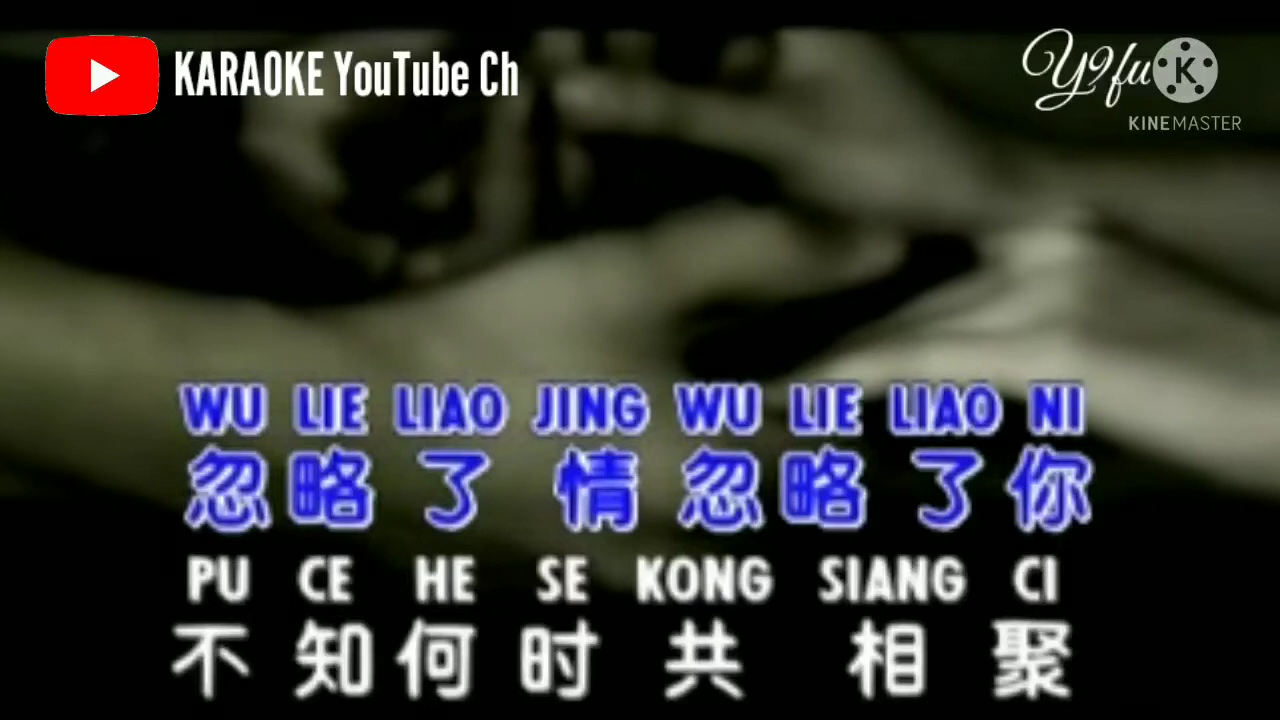 KARAOKE YouTube Ch
Y9fu
KINEMASTER
WU LIE LIAO JING WU LIE LIAO NI
忽略了情忽略了你
PU CE HE SE KONG SIANG CI
不知何时共相聚